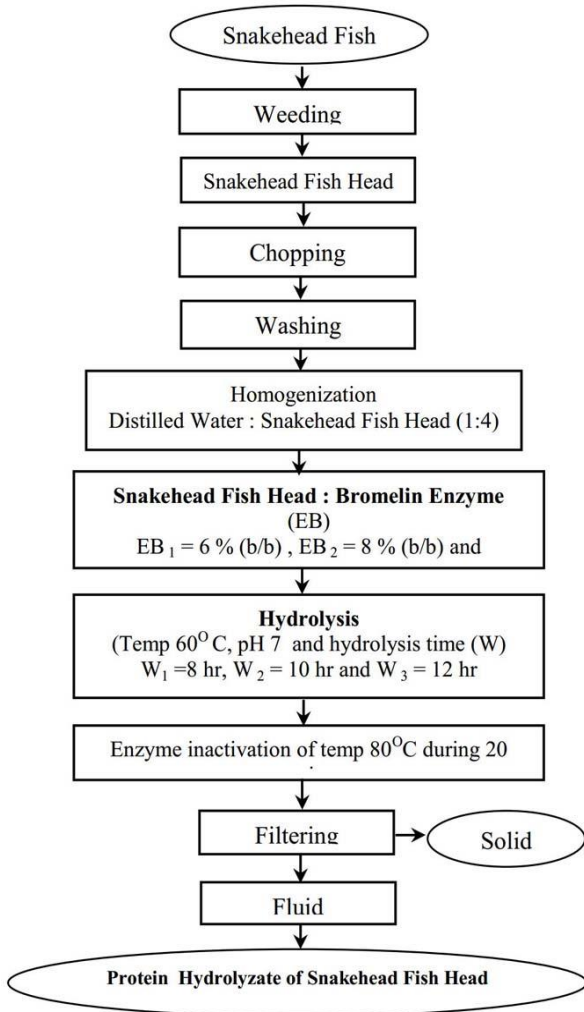 Snakehead Fish
Weeding
Snakehead Fish Head
Chopping
Washing
Homogenization
Distilled Water : Snakehead Fish Head (1:4)
Snakehead Fish Head : Bromelin Enzyme
(EB)
EB 1 = 6 % (b/b) , EB 2 = 8 % (b/b) and
Hydrolysis
(Temp 60O C, pH 7 and hydrolysis time (W)
W 1 =8 hr, W 2 = 10 hr and W 3 = 12 hr
Enzyme inactivation of temp 80OC during 20
Filtering
Solid
Fluid
Protein Hydrolyzate of Snakehead Fish Head